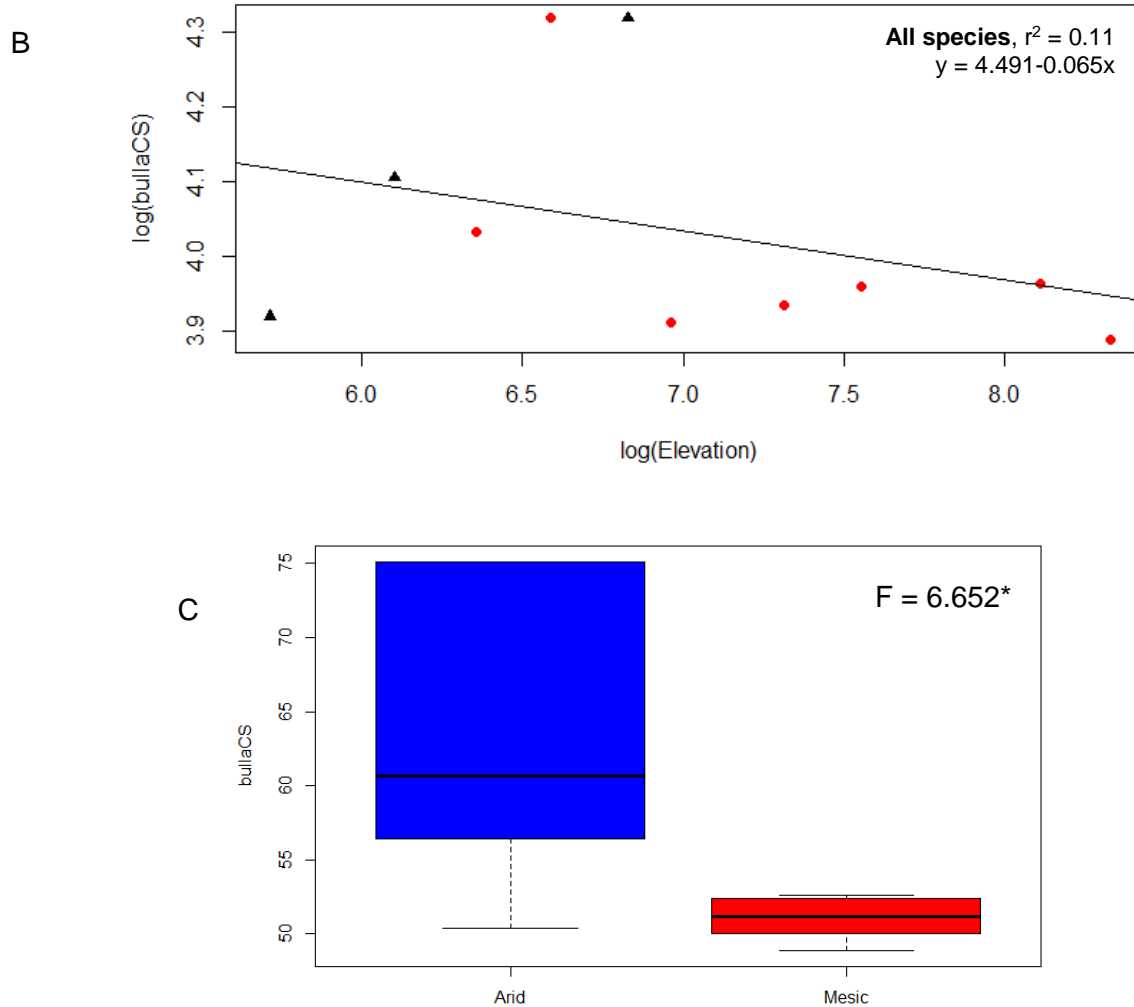 B
All species, r² = 0.11
y = 4.491-0.065x
log(bullaCS)
4.3
4.2
4.1
4.0
3.9
6.0 6.5 7.0 7.5 8.0
log(Elevation)
C
F = 6.652*
bullaCS
75
70
65
60
55
50
Arid Mesic